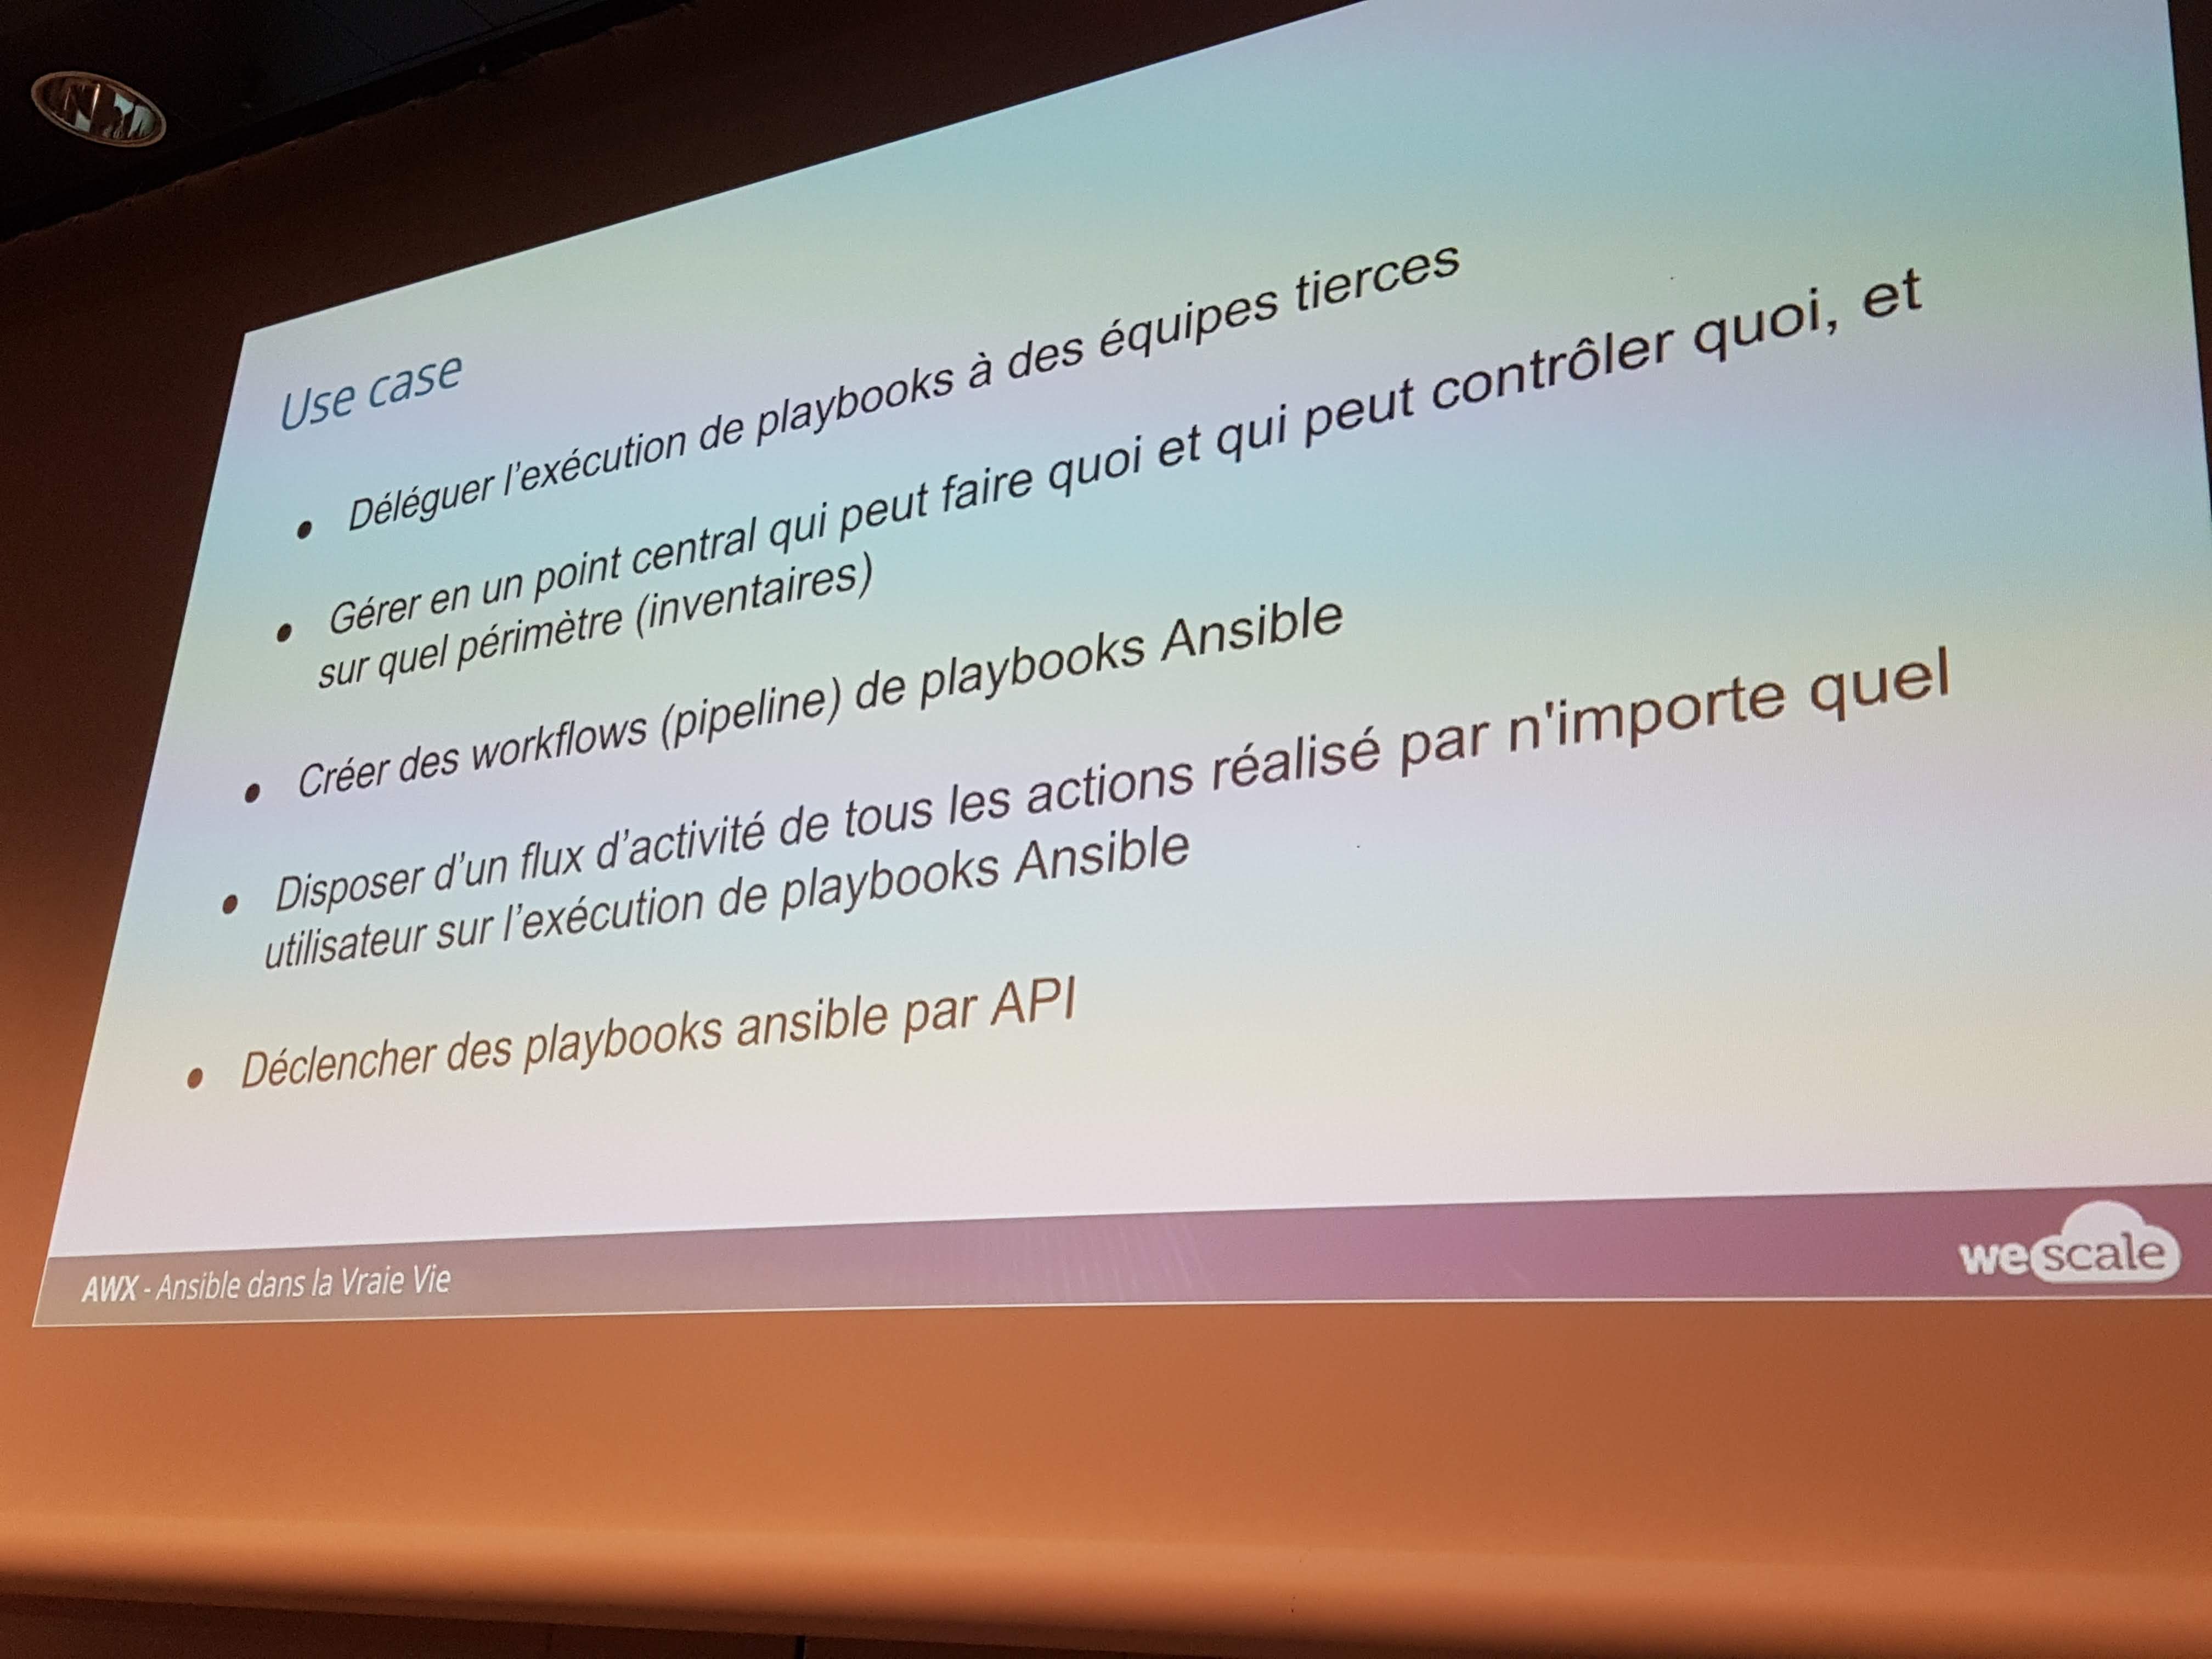 Use case
• Déléguer l'exécution de playbooks à des équipes tierces
• Gérer en un point central qui peut faire quoi et qui peut contrôler quoi, et
sur quel périmètre (inventaires)
• Créer des workflows (pipeline) de playbooks Ansible
• Disposer d'un flux d'activité de tous les actions réalisé par n'importe quel
utilisateur sur l'exécution de playbooks Ansible
• Déclencher des playbooks ansible par API
AWX - Ansible dans la Vraie Vie
wescale